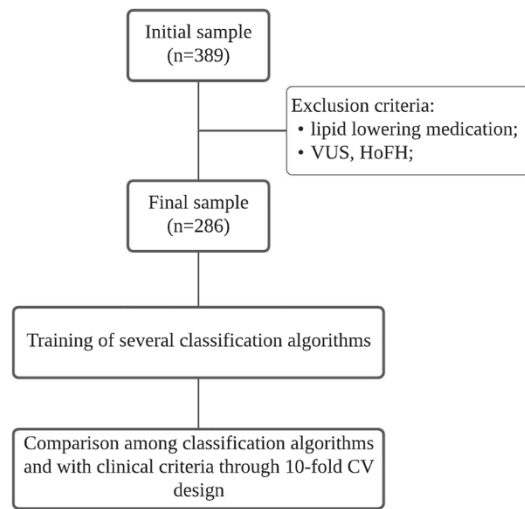 Initial sample
(n=389)
Exclusion criteria:
• lipid lowering medication;
• VUS, HoFH;
Final sample
(n=286)
Training of several classification algorithms
Comparison among classification algorithms
and with clinical criteria through 10-fold CV
design